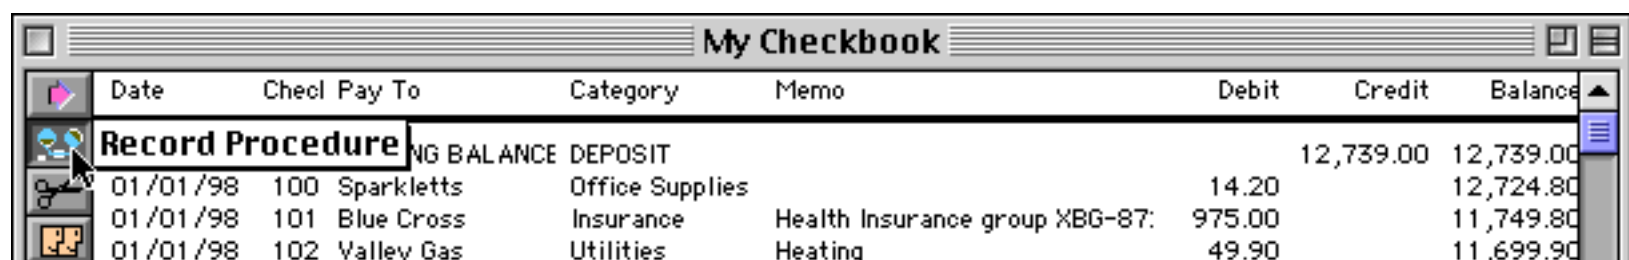 My Checkbook
Date Checl Pay To Category Memo Debit Credit Balance
Record Procedure NG BALANCE DEPOSIT 12,739.00 12,739.00
01/01/98 100 Sparkletts Office Supplies 14.20 12,724.80
01/01/98 101 Blue Cross Insurance Health Insurance group XBG-87: 975.00 11,749.80
01/01/98 102 Valley Gas Utilities Heating 49.90 11,699.90